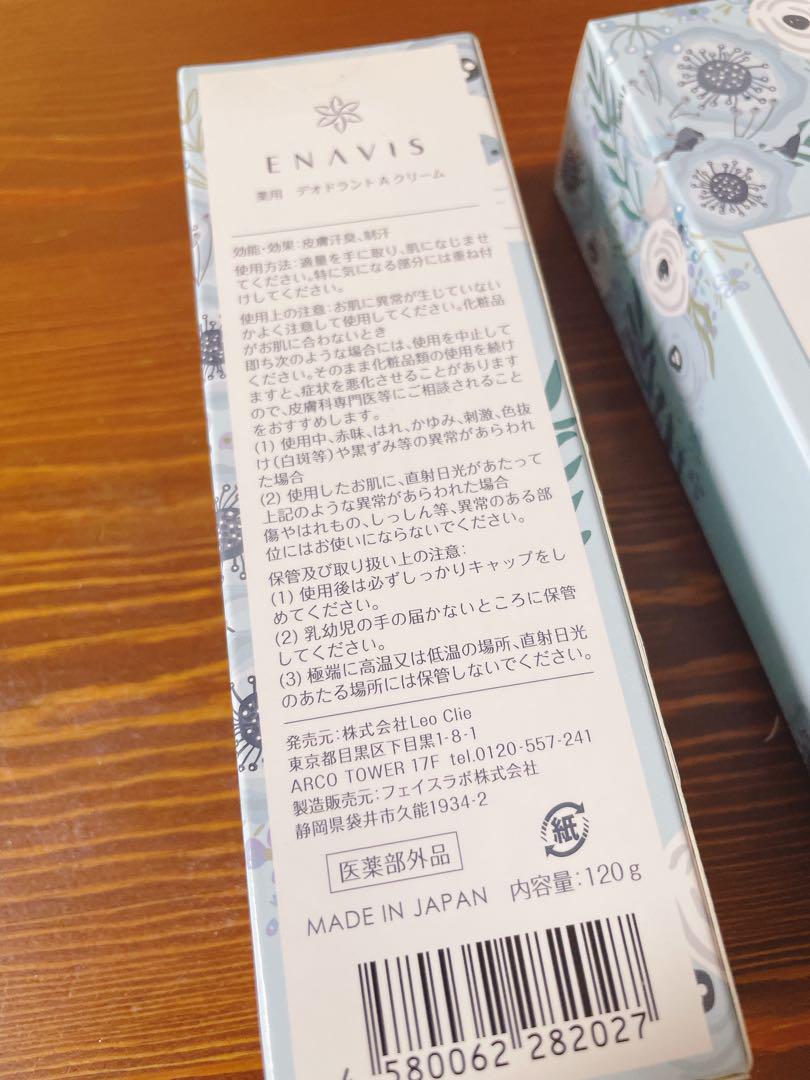 ENAVIS
薬用 デオドラント A クリーム
効能・効果：皮膚汗臭、制汗
使用方法：適量を手に取り、肌になじませ
てください。特に気になる部分には重ね付
けしてください。
使用上の注意：お肌に異常が生じていない
かよく注意して使用してください。化粧品
がお肌に合わないとき
即ち次のような場合には、使用を中止して
ください。そのまま化粧品類の使用を続け
ますと、症状を悪化させることがあります
ので、皮膚科専門医等にご相談されること
をおすすめします。
(1) 使用中、赤味、はれ、かゆみ、刺激、色抜
け(白斑等)や黒ずみ等の異常があらわれ
た場合
(2) 使用したお肌に、直射日光があたって
上記のような異常があらわれた場合
傷やはれもの、しっしん等、異常のある部
位にはお使いにならないでください。
保管及び取り扱い上の注意：
(1) 使用後は必ずしっかりキャップをし
めてください。
(2) 乳幼児の手の届かないところに保管
してください。
(3) 極端に高温又は低温の場所、直射日光
のあたる場所には保管しないでください。
発売元：株式会社Leo Clie
東京都目黒区下目黒1-8-1
ARCO TOWER 17F tel.0120-557-241
製造販売元：フェイスラボ株式会社
静岡県袋井市久能1934-2
紙
医薬部外品
MADE IN JAPAN 内容量：120g
4 580062 282027